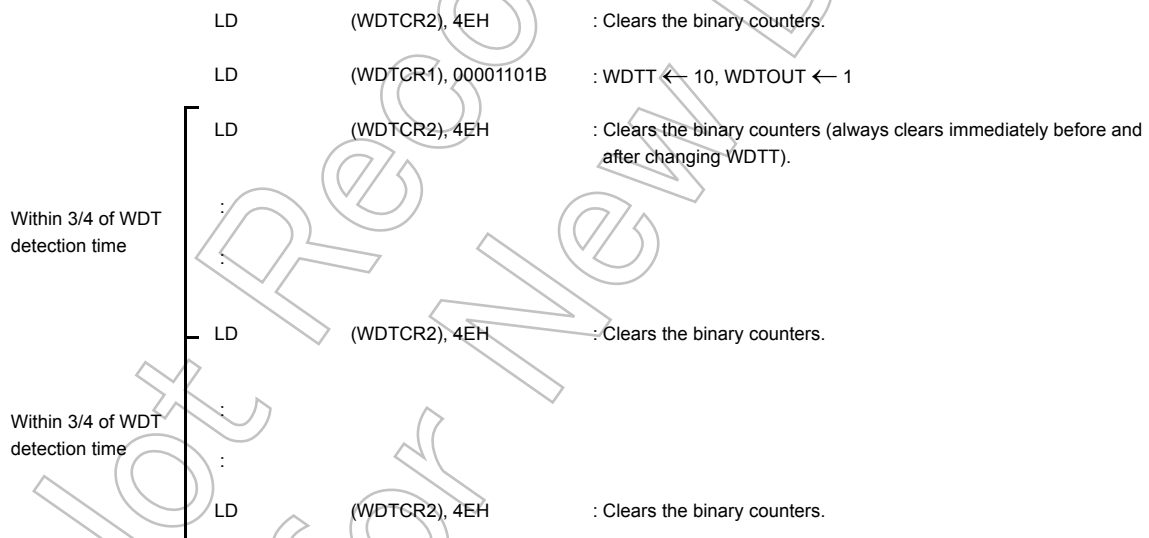 LD (WDTCR2), 4EH : Clears the binary counters.
LD (WDTCR1), 00001101B : WDTT ← 10, WDTOUT ← 1
LD (WDTCR2), 4EH : Clears the binary counters (always clears immediately before and
after changing WDTT).
Within 3/4 of WDT :
detection time
:
LD (WDTCR2), 4EH : Clears the binary counters.
Within 3/4 of WDT :
detection time
:
LD (WDTCR2), 4EH : Clears the binary counters.